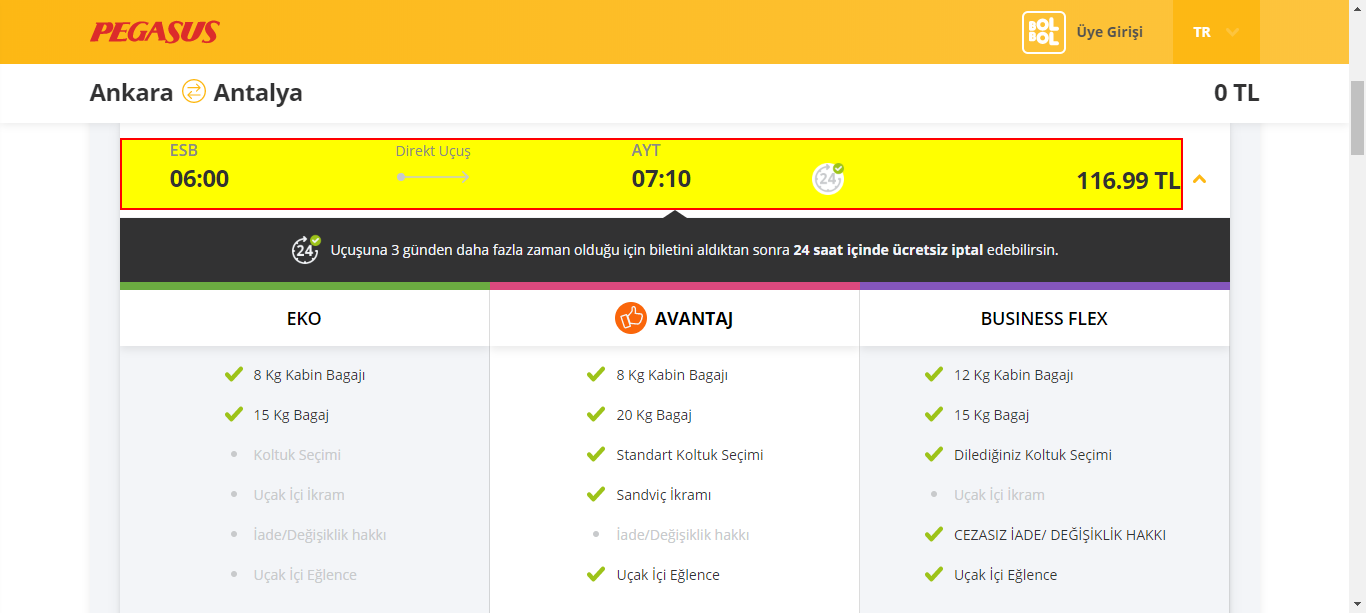 PEGASUS
BOL BOL
Üye Girişi
TR
Ankara Antalya
0 TL
ESB
Direkt Uçuş
AYT
06:00
07:10
24
116.99 TL
24
Uçuşuna 3 günden daha fazla zaman olduğu için biletini aldıktan sonra 24 saat içinde ücretsiz iptal edebilirsin.
EKO
AVANTAJ
BUSINESS FLEX
8 Kg Kabin Bagajı
15 Kg Bagaj
Koltuk Seçimi
Uçak İçi İkram
İade/Değişiklik hakkı
Uçak İçi Eğlence
8 Kg Kabin Bagajı
20 Kg Bagaj
Standart Koltuk Seçimi
Sandviç İkramı
İade/Değişiklik hakkı
Uçak İçi Eğlence
12 Kg Kabin Bagajı
15 Kg Bagaj
Dilediğiniz Koltuk Seçimi
Uçak İçi İkram
CEZASIZ İADE/ DEĞİŞİKLİK HAKKI
Uçak İçi Eğlence